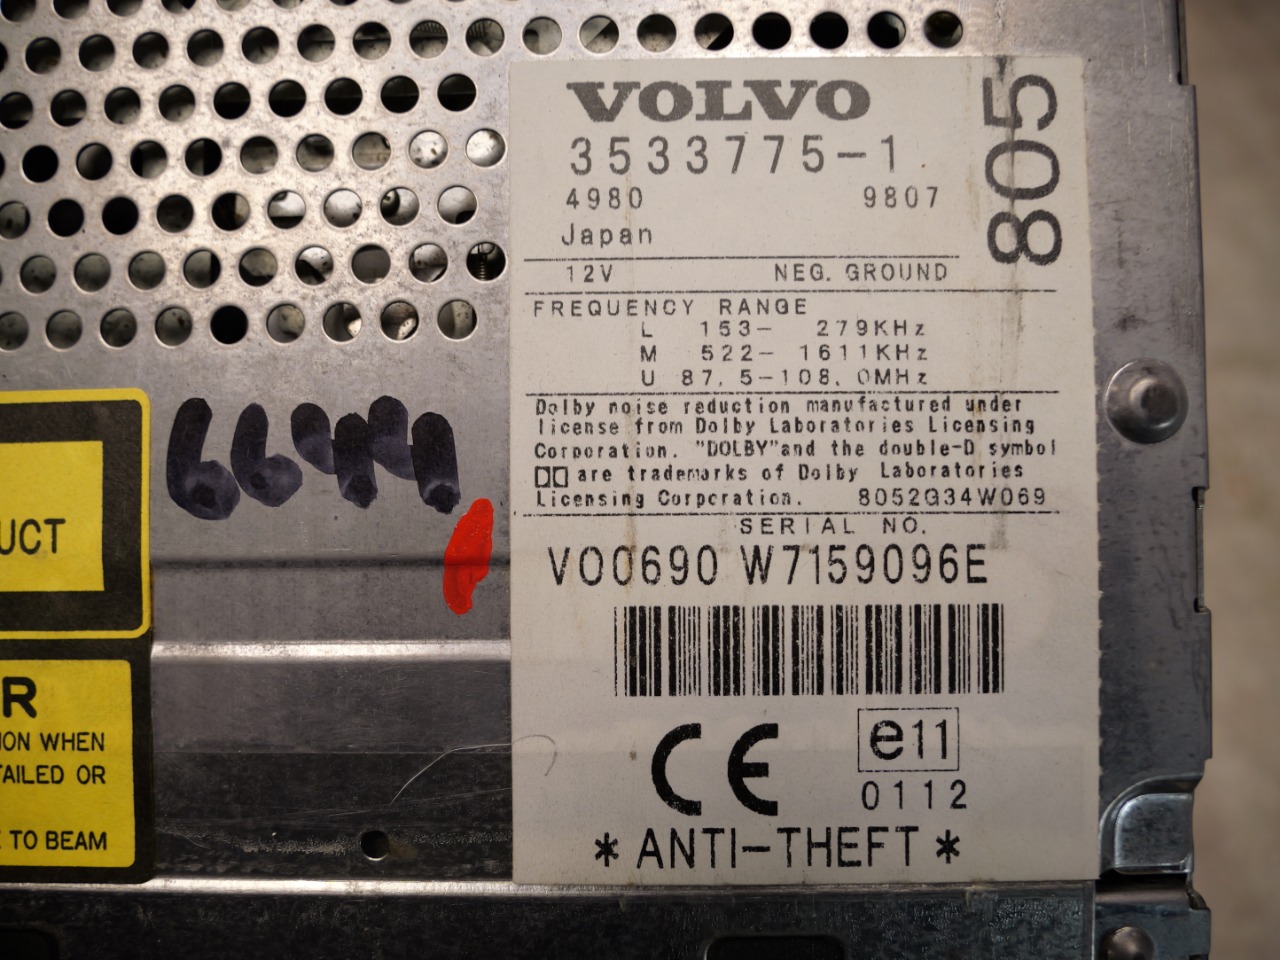 VOLVO
3533775-1
4980 9807
Japan
805
12V NEG. GROUND
FREQUENCY RANGE
L 153- 279KHz
M 522- 1611KHz
U 87.5-108.0MHz
Dolby noise reduction manufactured under
license from Dolby Laboratories Licensing
Corporation. "DOLBY"and the double-D symbol
are trademarks of Dolby Laboratories
Licensing Corporation. 8052G34W069
SERIAL NO.
VO0690 W7159096E
CE e11
0112
* ANTI-THEFT *
6644
UCT
R
ION WHEN
AILED OR
E TO BEAM